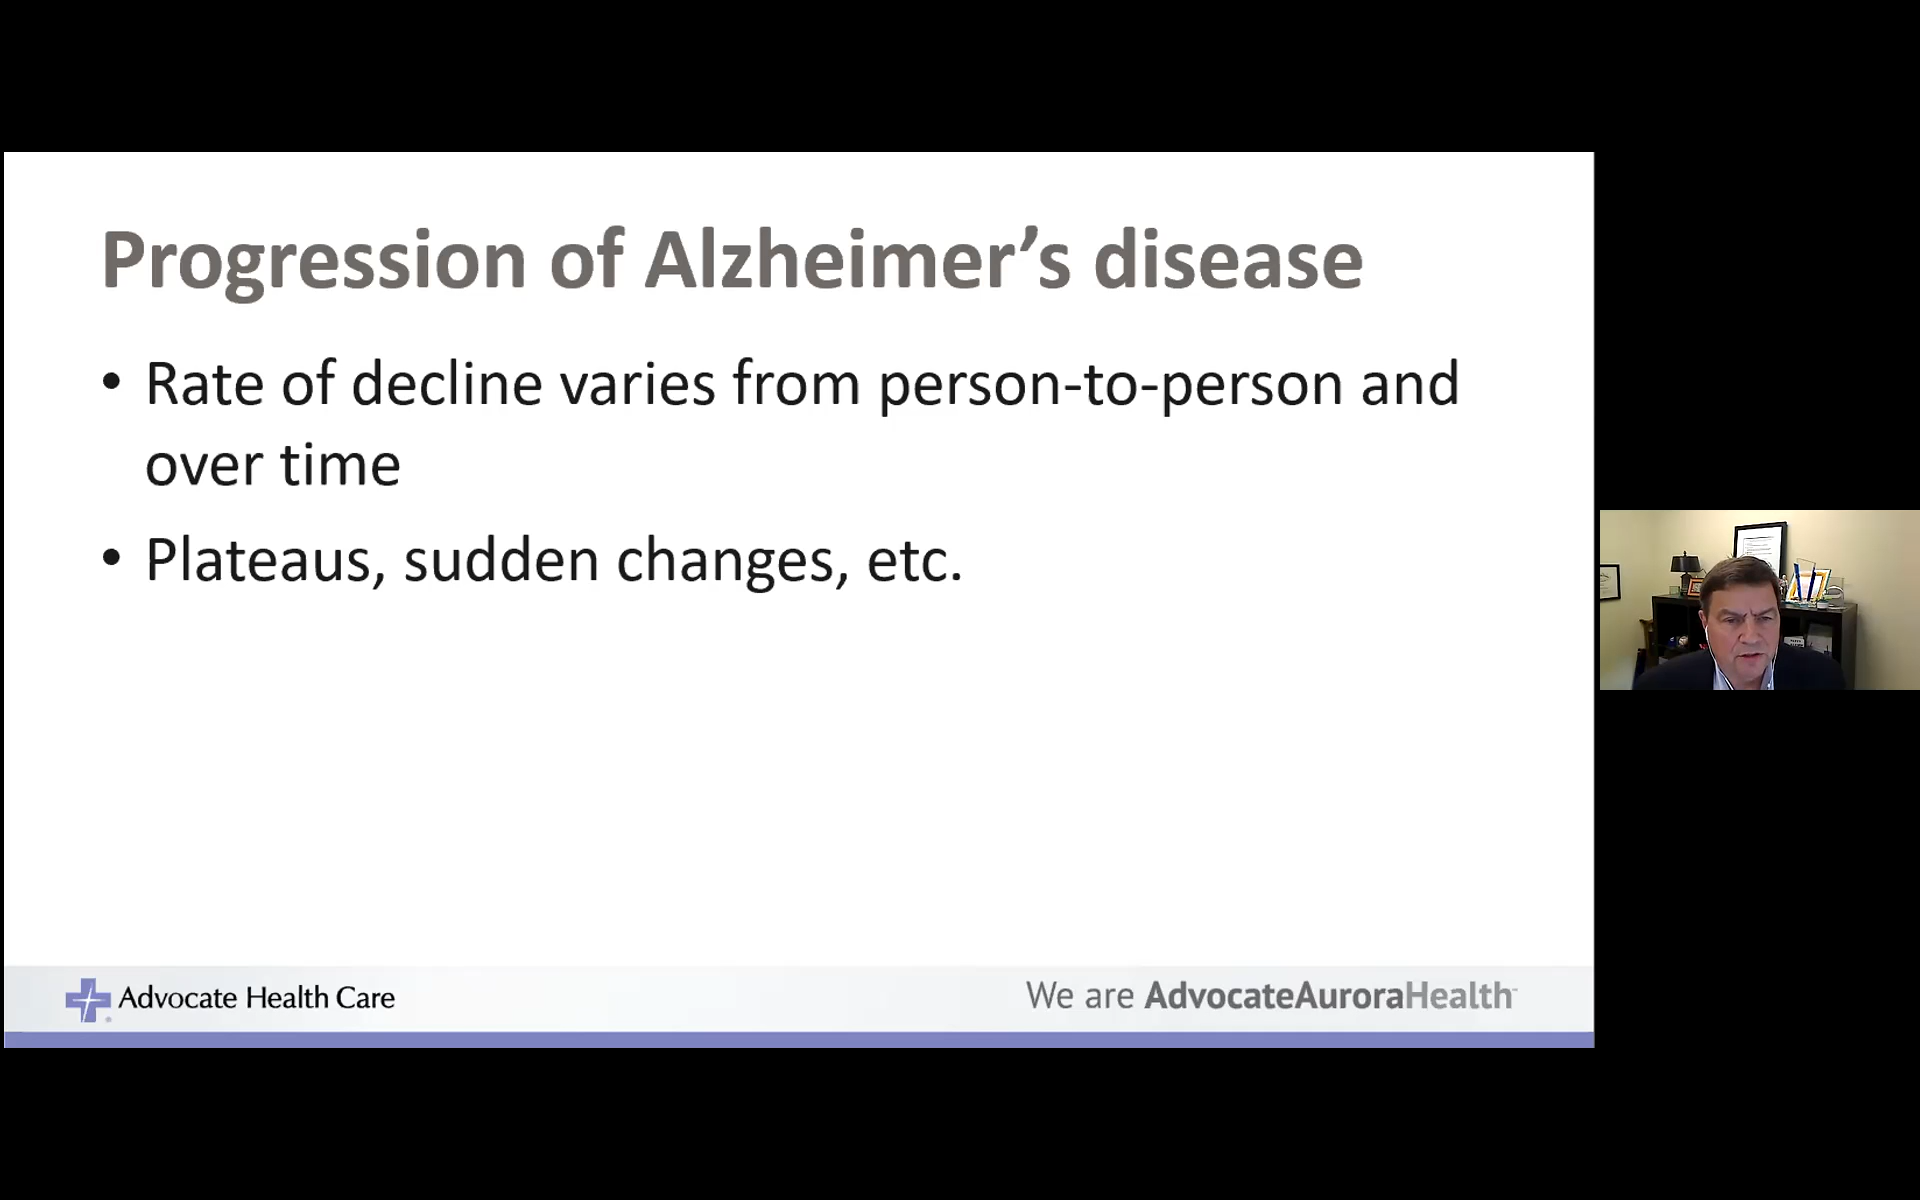 Progression of Alzheimer’s disease
• Rate of decline varies from person-to-person and
over time
• Plateaus, sudden changes, etc.
Advocate Health Care
We are AdvocateAuroraHealth